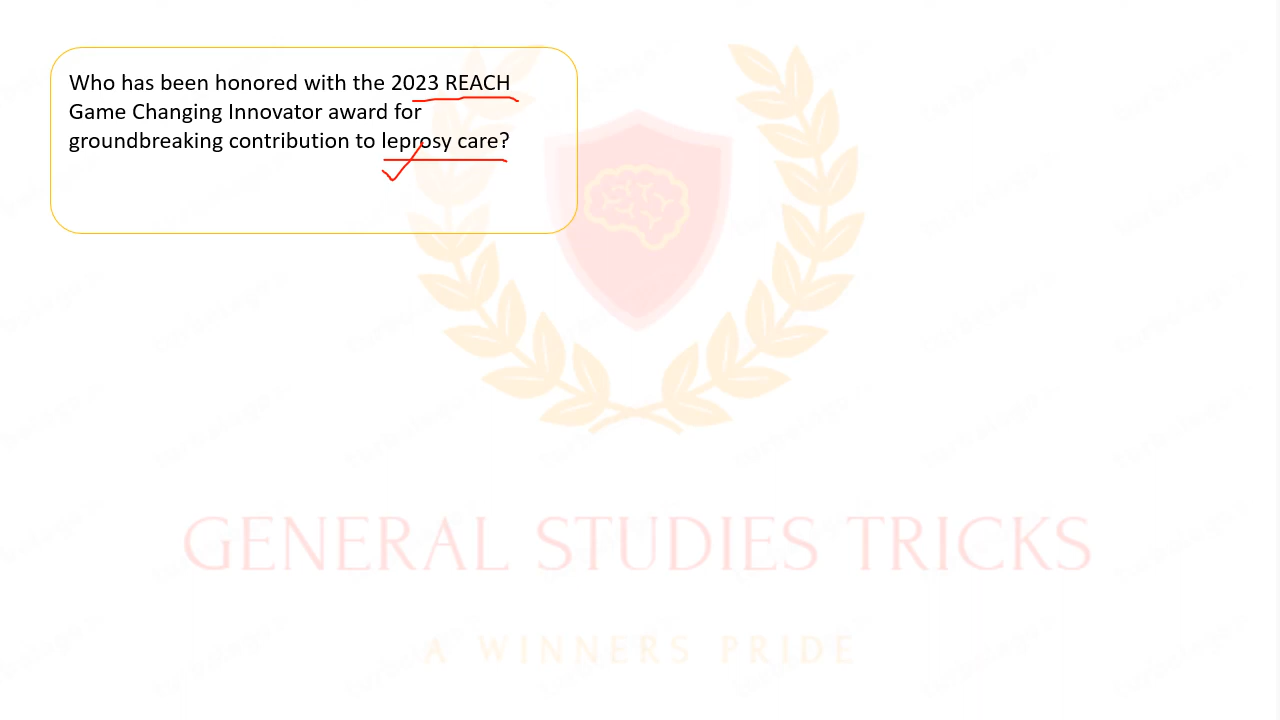 Who has been honored with the 2023 REACH
Game Changing Innovator award for
groundbreaking contribution to leprosy care?
GENERAL STUDIES TRICKS
A WINNERS PRIDE